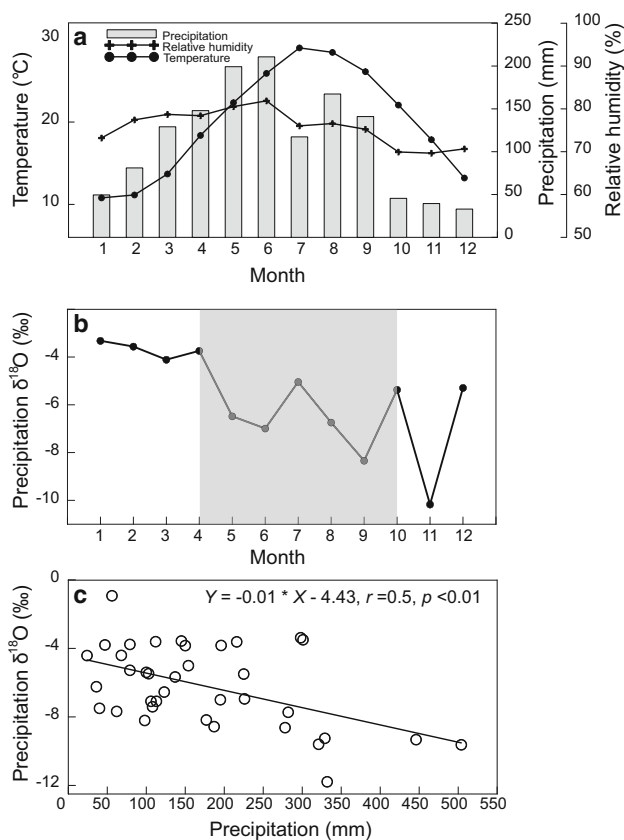 a
Precipitation
Relative humidity
Temperature
Temperature (°C)
30
20
10
250
200
150
100
50
0
Precipitation (mm)
100
90
80
70
60
50
Relative humidity (%)
1 2 3 4 5 6 7 8 9 10 11 12
Month
b
Precipitation δ¹⁸O (‰)
-4
-6
-8
-10
1 2 3 4 5 6 7 8 9 10 11 12
Month
c
Y = -0.01 * X - 4.43, r =0.5, p <0.01
Precipitation δ¹⁸O (‰)
0
-4
-8
-12
0 50 100 150 200 250 300 350 400 450 500 550
Precipitation (mm)